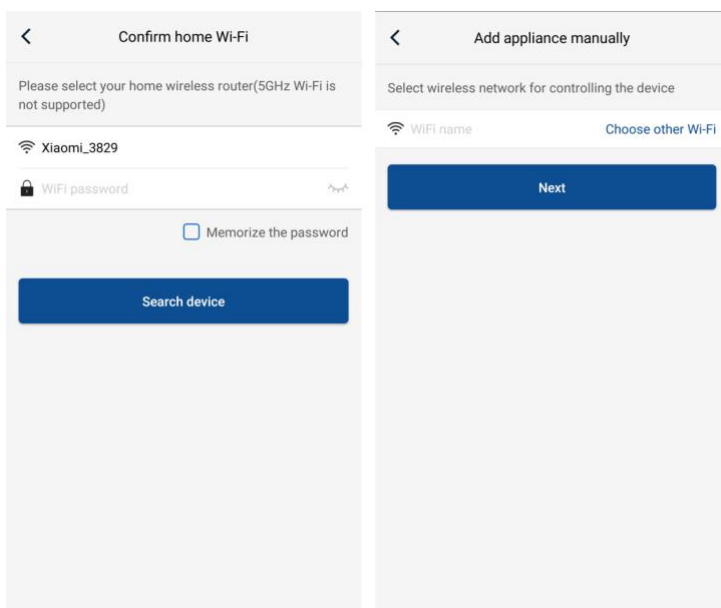 Confirm home Wi-Fi
Please select your home wireless router(5GHz Wi-Fi is
not supported)
Xiaomi_3829
WiFi password
Memorize the password
Search device
Add appliance manually
Select wireless network for controlling the device
WiFi name
Choose other Wi-Fi
Next